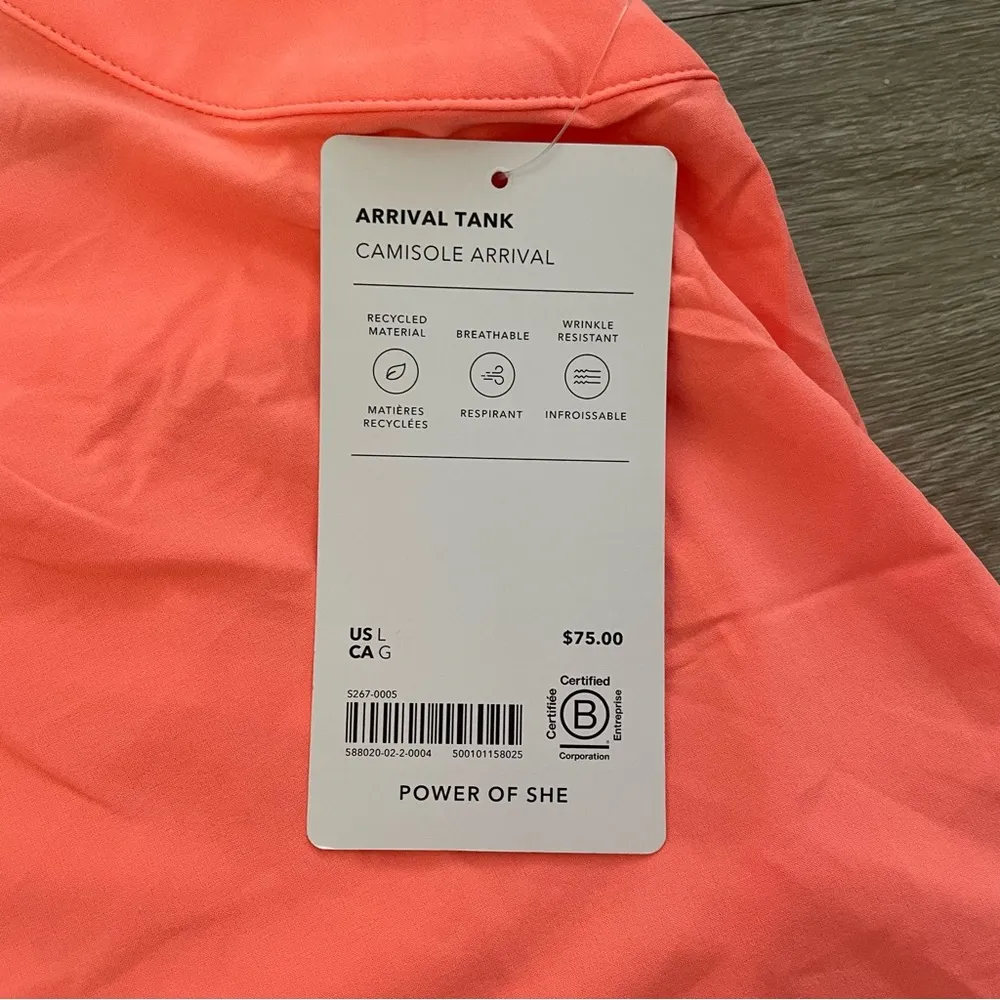 ARRIVAL TANK
CAMISOLE ARRIVAL
RECYCLED
MATERIAL
MATIÈRES
RECYCLÉES
BREATHABLE
RESPIRANT
WRINKLE
RESISTANT
INFROISSABLE
US L
CA G
$75.00
S267-0005
588020-02-2-0004 500101158025
Certified
Certifiée
B
Entreprise
®
Corporation
POWER OF SHE